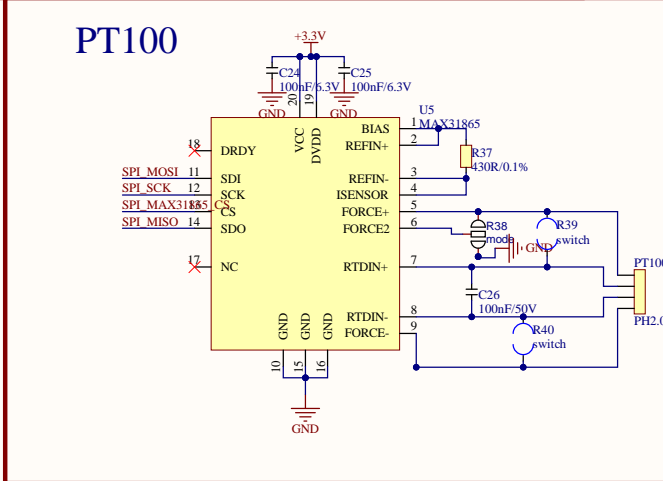 PT100
+3.3V
C24
100nF/6.3V
C25
100nF/6.3V
GND
GND
20
19
U5
MAX31865
VCC
DVDD
BIAS
1
REFIN+
2
18
DRDY
R37
430R/0.1%
SPI_MOSI
11
SDI
REFIN-
3
SPI_SCK
12
SCK
ISENSOR
4
SPI_MAX31865_CS
13
CS
FORCE+
5
SPI_MISO
14
SDO
FORCE2
6
R38
mode
GND
R39
switch
17
NC
RTDIN+
7
PT100
C26
100nF/50V
RTDIN-
8
FORCE-
9
R40
switch
PH2.0
GND
GND
GND
10
15
16
GND